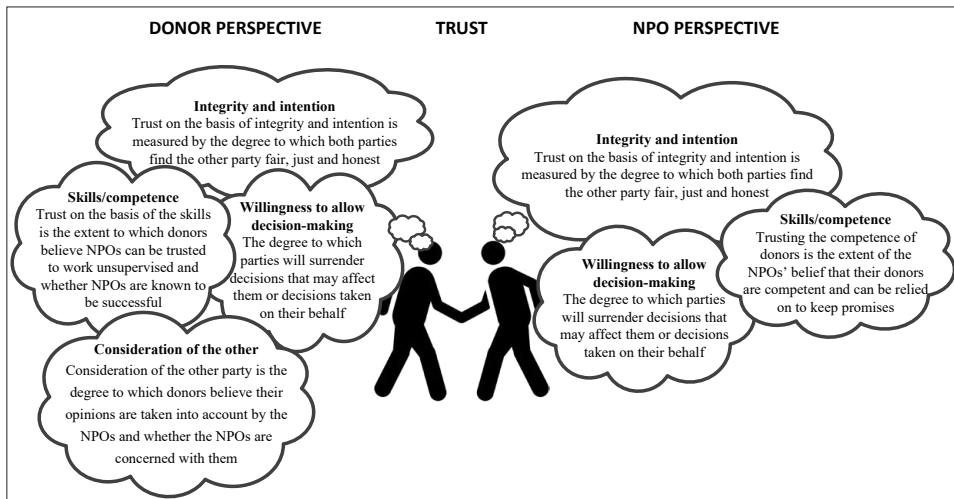 DONOR PERSPECTIVE
TRUST
NPO PERSPECTIVE
Integrity and intention
Trust on the basis of integrity and intention is
measured by the degree to which both parties
find the other party fair, just and honest
Skills/competence
Trust on the basis of the skills
is the extent to which donors
believe NPOs can be trusted
to work unsupervised and
whether NPOs are known to
be successful
Willingness to allow
decision-making
The degree to which
parties will surrender
decisions that may affect
them or decisions taken
on their behalf
Consideration of the other
Consideration of the other party is the
degree to which donors believe their
opinions are taken into account by the
NPOs and whether the NPOs are
concerned with them
Integrity and intention
Trust on the basis of integrity and intention is
measured by the degree to which both parties find
the other party fair, just and honest
Willingness to allow
decision-making
The degree to which parties
will surrender decisions that
may affect them or decisions
taken on their behalf
Skills/competence
Trusting the competence of
donors is the extent of the
NPOs’ belief that their donors
are competent and can be relied
on to keep promises